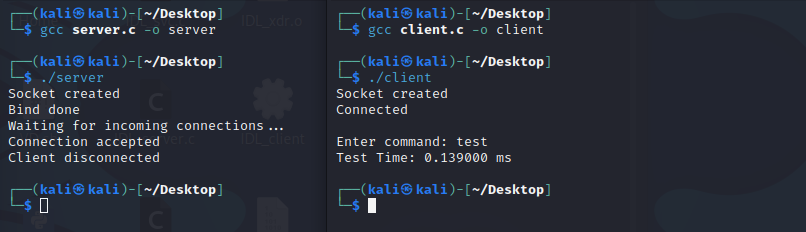 ┌──(kali㉿kali)-[~/Desktop]
└─$ gcc server.c -o server

┌──(kali㉿kali)-[~/Desktop]
└─$ ./server
Socket created
Bind done
Waiting for incoming connections...
Connection accepted
Client disconnected

┌──(kali㉿kali)-[~/Desktop]
└─$

┌──(kali㉿kali)-[~/Desktop]
└─$ gcc client.c -o client

┌──(kali㉿kali)-[~/Desktop]
└─$ ./client
Socket created
Connected

Enter command: test
Test Time: 0.139000 ms

┌──(kali㉿kali)-[~/Desktop]
└─$
IDL_xdr.o
IDL_client